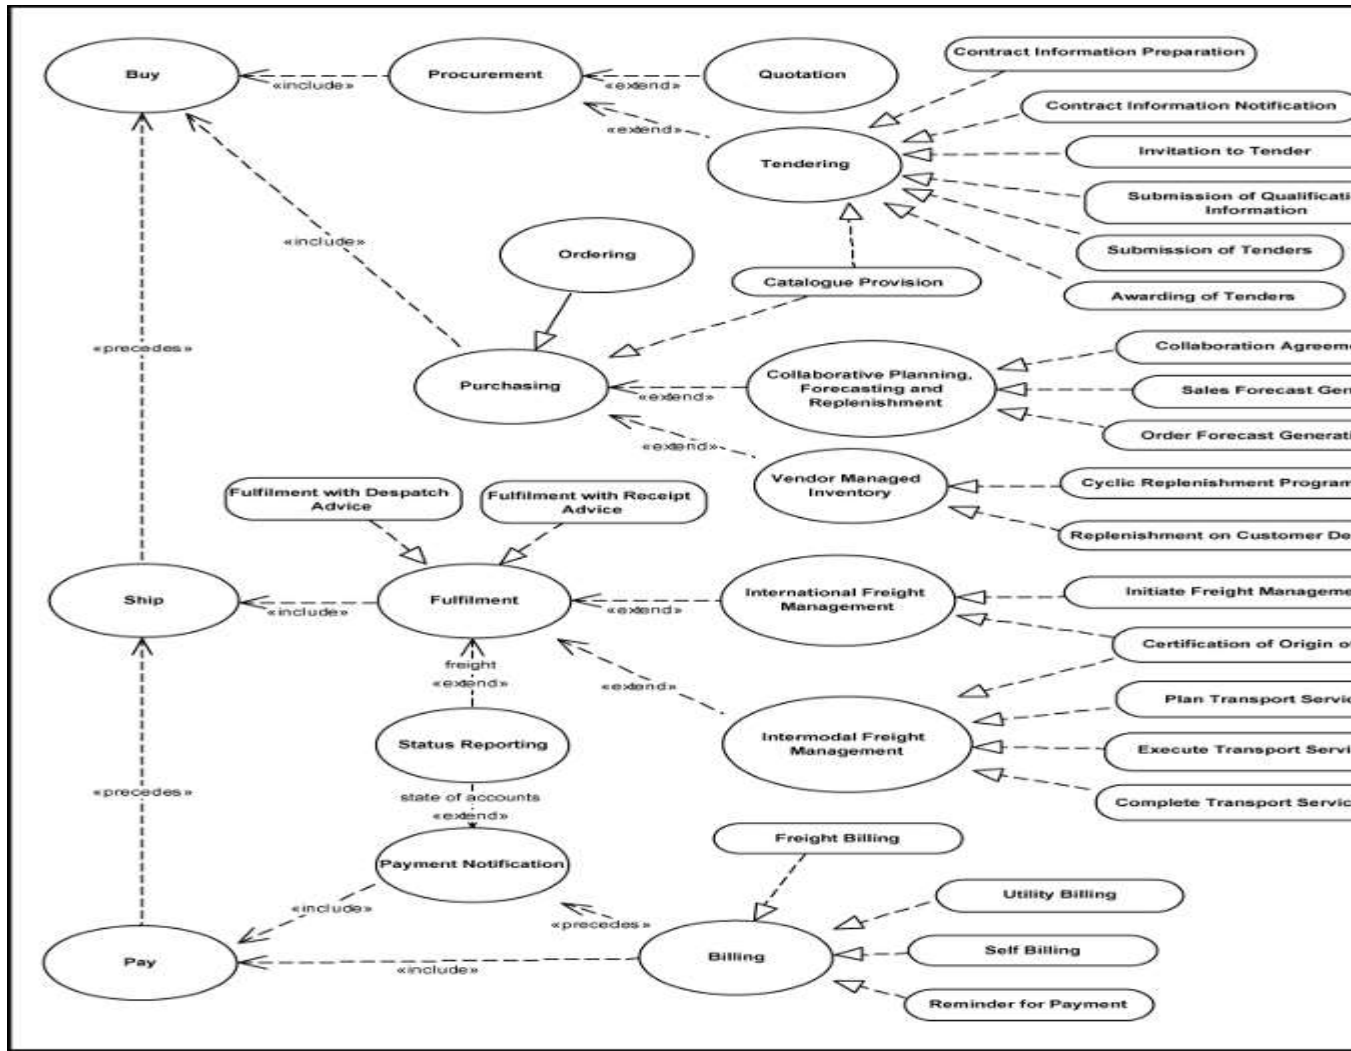 Contract Information Preparation
Buy
Procurement
Quotation
«include»
«extend»
Contract Information Notification
«extend»
Invitation to Tender
Tendering
Submission of Qualificati
Information
«include»
Ordering
Submission of Tenders
Catalogue Provision
Awarding of Tenders
«precedes»
Collaboration Agreeme
Purchasing
Collaborative Planning,
Forecasting and
Replenishment
«extend»
Sales Forecast Gen
Order Forecast Generati
«extend»
Fulfilment with Despatch
Advice
Fulfilment with Receipt
Advice
Vendor Managed
Inventory
Cyclic Replenishment Program
Replenishment on Customer De
Ship
Fulfilment
International Freight
Management
«include»
«extend»
Initiate Freight Manageme
Certification of Origin of
freight
«extend»
«extend»
Plan Transport Servic
Status Reporting
Intermodal Freight
Management
Execute Transport Servi
«precedes»
state of accounts
«extend»
Complete Transport Servic
Freight Billing
Payment Notification
Utility Billing
«include»
«precedes»
Pay
Billing
Self Billing
«include»
Reminder for Payment